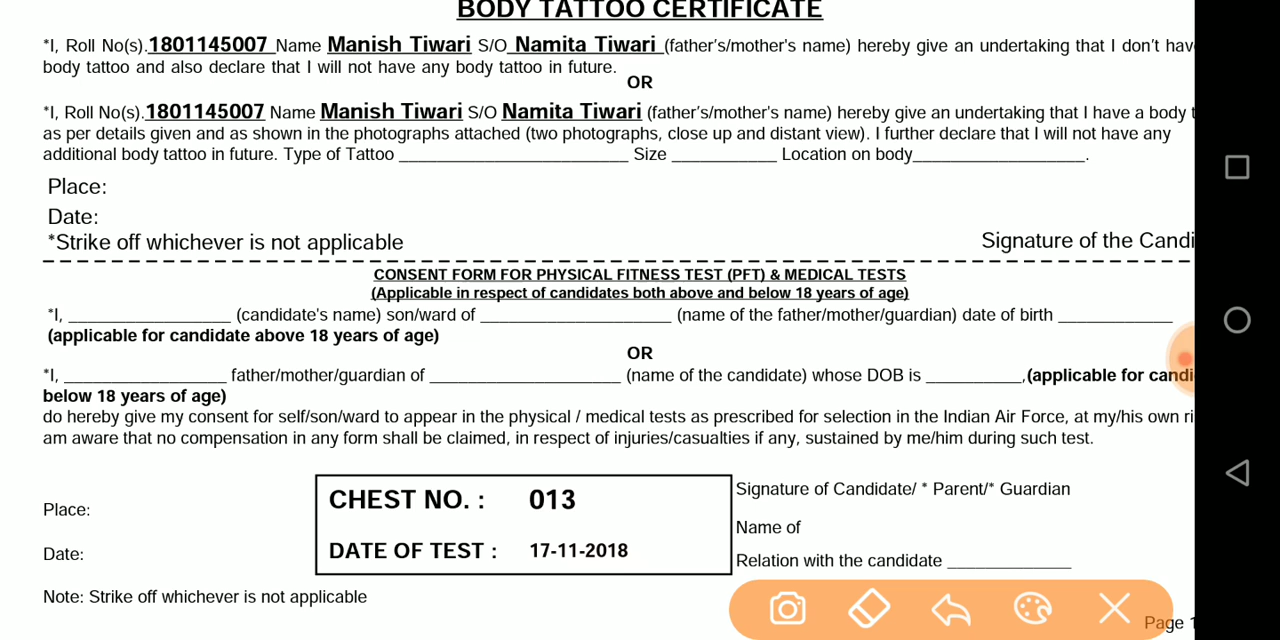 BODY TATTOO CERTIFICATE
*I, Roll No(s).1801145007 Name Manish Tiwari S/O Namita Tiwari (father's/mother's name) hereby give an undertaking that I don't hav
body tattoo and also declare that I will not have any body tattoo in future.
OR
*I, Roll No(s).1801145007 Name Manish Tiwari S/O Namita Tiwari (father's/mother's name) hereby give an undertaking that I have a body t
as per details given and as shown in the photographs attached (two photographs, close up and distant view). I further declare that I will not have any
additional body tattoo in future. Type of Tattoo _________________________ Size ___________ Location on body__________________.
Place:
Date:
*Strike off whichever is not applicable
Signature of the Candi
CONSENT FORM FOR PHYSICAL FITNESS TEST (PFT) & MEDICAL TESTS
(Applicable in respect of candidates both above and below 18 years of age)
*I, _________________ (candidate's name) son/ward of ____________________ (name of the father/mother/guardian) date of birth ____________
(applicable for candidate above 18 years of age)
OR
*I, _________________ father/mother/guardian of ____________________ (name of the candidate) whose DOB is __________,(applicable for candi
below 18 years of age)
do hereby give my consent for self/son/ward to appear in the physical / medical tests as prescribed for selection in the Indian Air Force, at my/his own ri
am aware that no compensation in any form shall be claimed, in respect of injuries/casualties if any, sustained by me/him during such test.
CHEST NO. : 013
DATE OF TEST : 17-11-2018
Place:
Date:
Signature of Candidate/ * Parent/* Guardian
Name of
Relation with the candidate _____________
Note: Strike off whichever is not applicable
Page 1